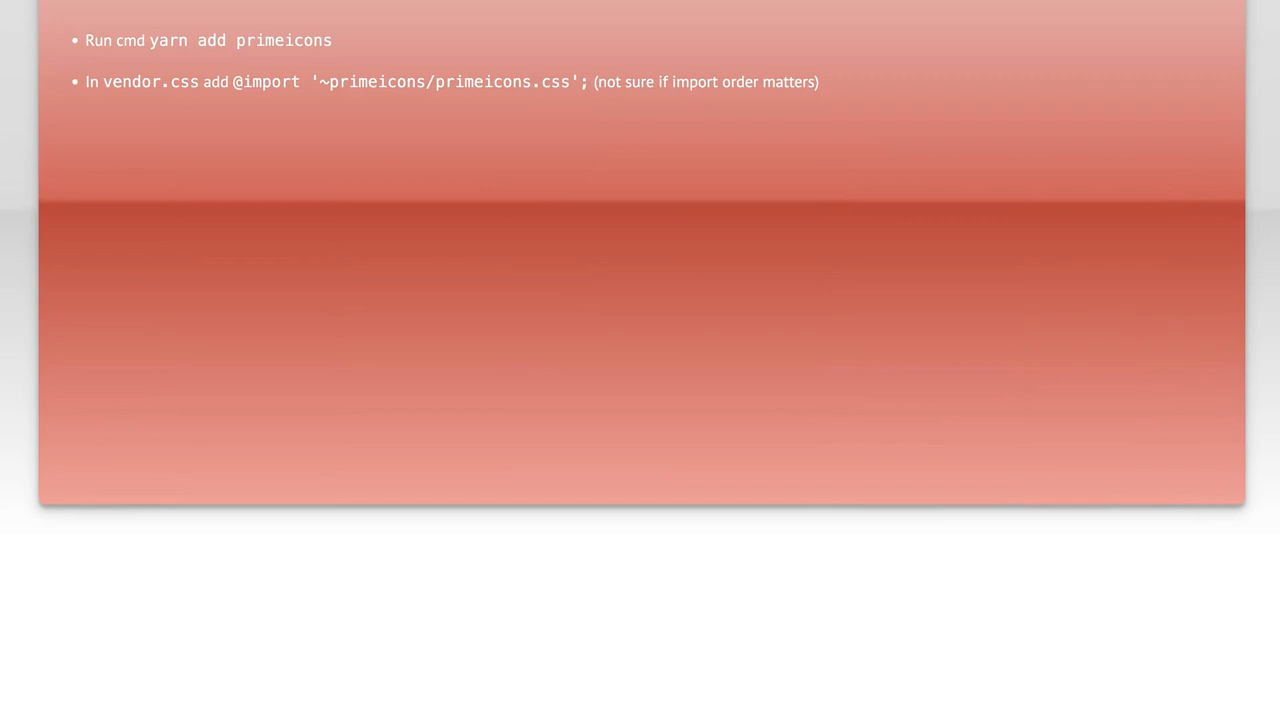 • Run cmd yarn add primeicons
• In vendor.css add @import '~primeicons/primeicons.css'; (not sure if import order matters)